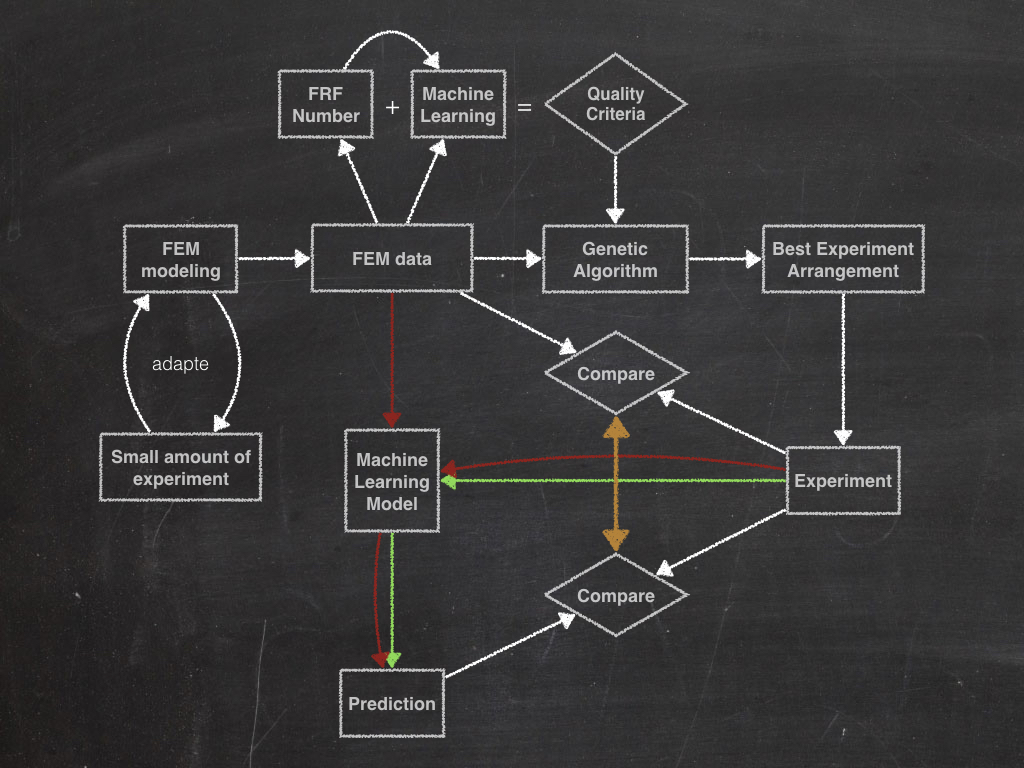 FRF
Number
+
Machine
Learning
=
Quality
Criteria
FEM
modeling
FEM data
Genetic
Algorithm
Best Experiment
Arrangement
adapte
Compare
Small amount of
experiment
Machine
Learning
Model
Experiment
Compare
Prediction